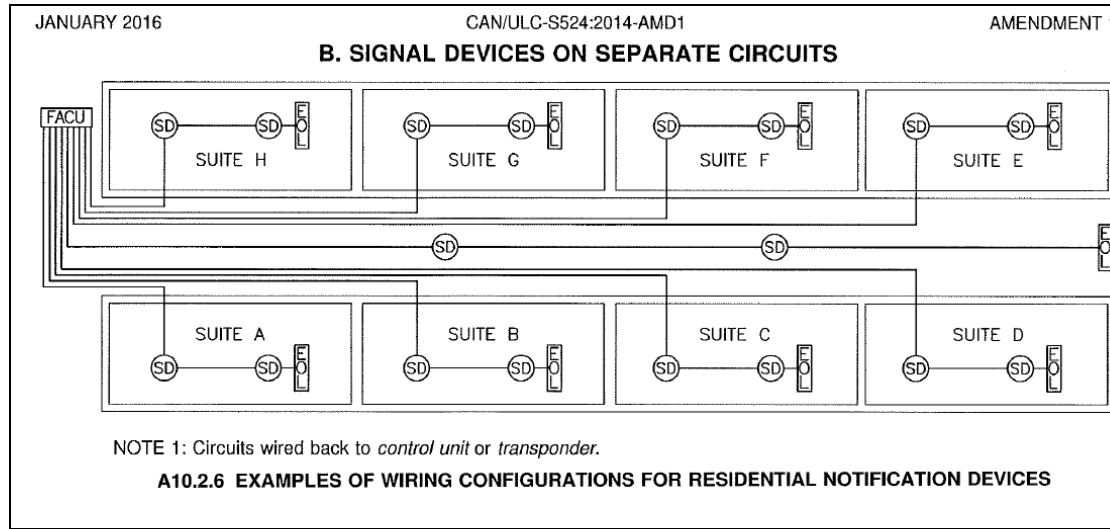 JANUARY 2016 CAN/ULC-S524:2014-AMD1 AMENDMENT 1
B. SIGNAL DEVICES ON SEPARATE CIRCUITS
FACU
SD SD EOL SD SD EOL SD SD EOL SD SD EOL
SUITE H SUITE G SUITE F SUITE E
SD SD EOL
SUITE A SUITE B SUITE C SUITE D
SD SD EOL SD SD EOL SD SD EOL SD SD EOL
NOTE 1: Circuits wired back to control unit or transponder.
A10.2.6 EXAMPLES OF WIRING CONFIGURATIONS FOR RESIDENTIAL NOTIFICATION DEVICES